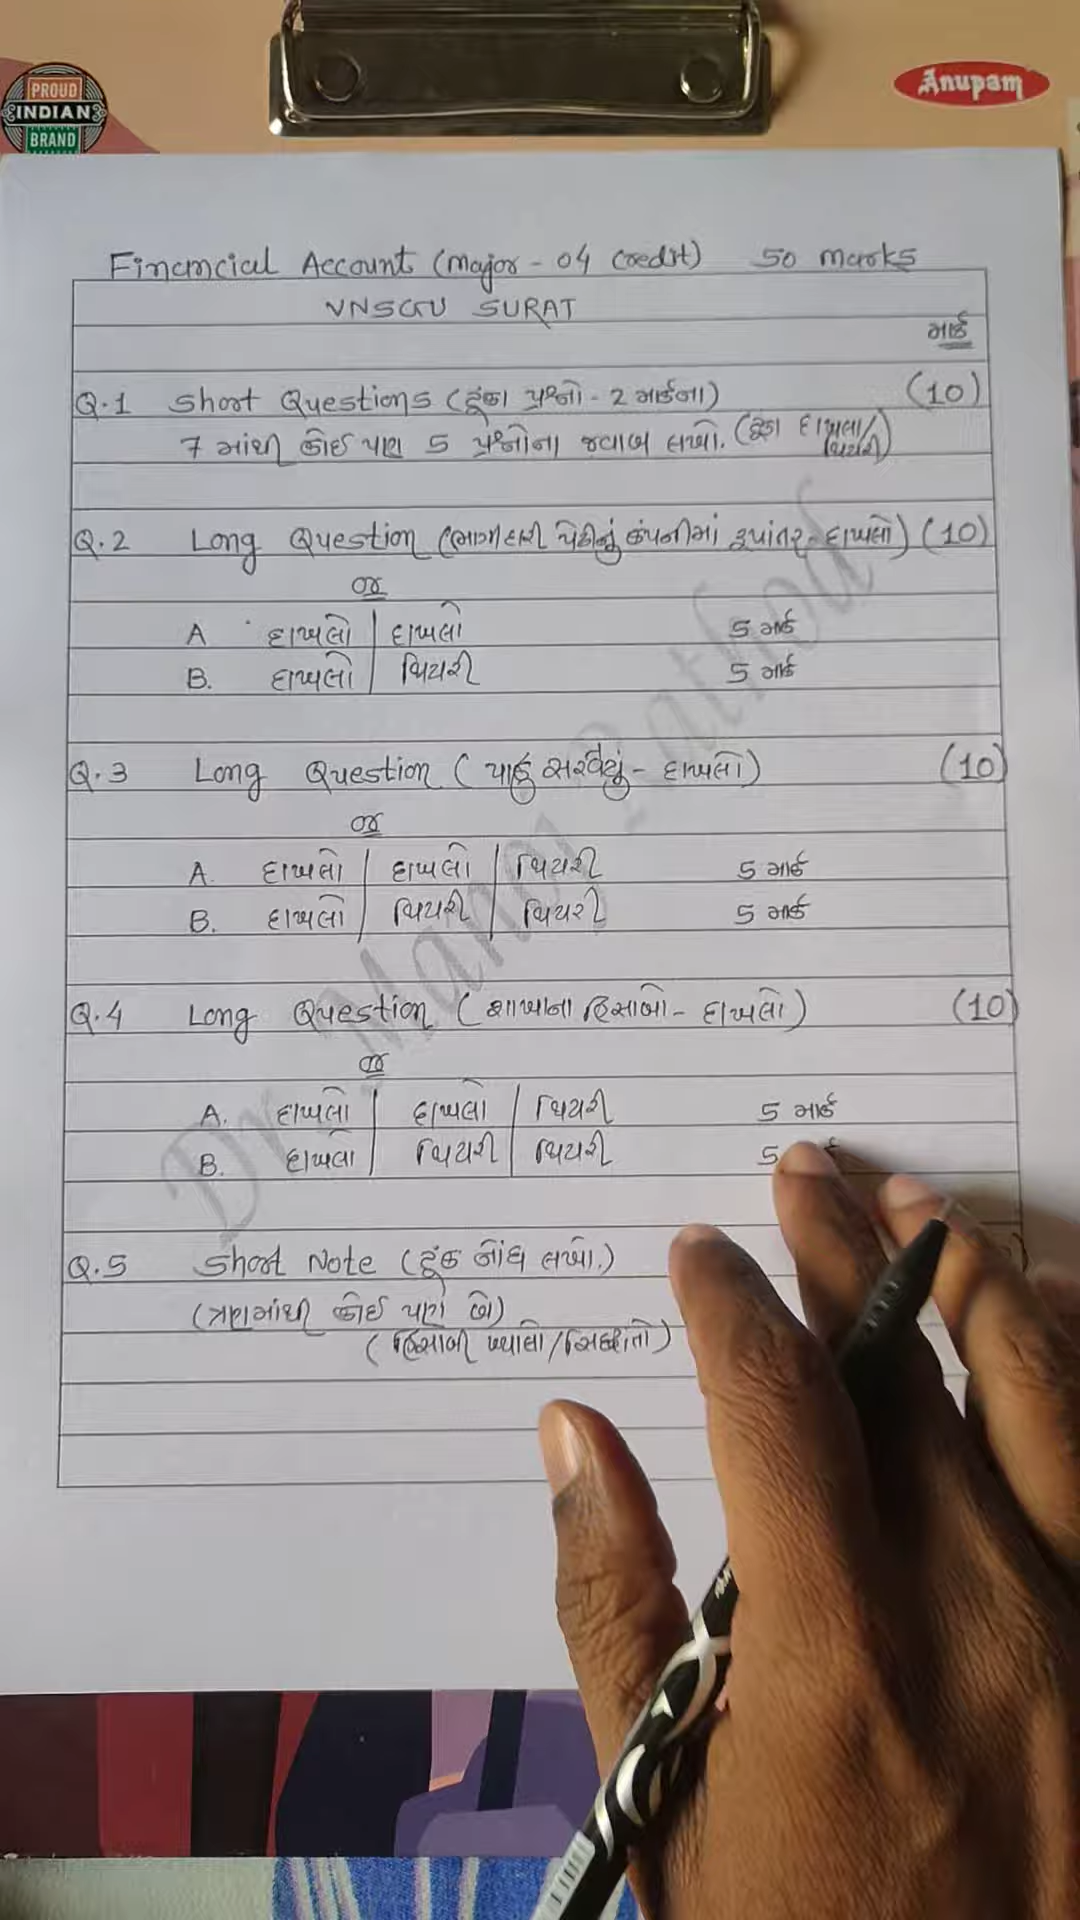 PROUD
INDIAN
BRAND
Anupam
Financial Account (Major - 04 Credit) 50 Marks
VNSGU SURAT
માર્ક
Q.1 Short Questions (ટૂંકા પ્રશ્નો - 2 માર્કના) (10)
7 માંથી કોઈ પણ 5 પ્રશ્નોના જવાબ લખો. (ટૂંકા દાખલા/થિયરી)
Q.2 Long Question (ભાગીદારી પેઢીનું કંપનીમાં રૂપાંતર - દાખલો) (10)
OR
A દાખલો | દાખલો 5 માર્ક
B. દાખલો | થિયરી 5 માર્ક
Q.3 Long Question ( પાકું સરવૈયું - દાખલો) (10)
OR
A. દાખલો | દાખલો | થિયરી 5 માર્ક
B. દાખલો | થિયરી | થિયરી 5 માર્ક
Q.4 Long Question (શાખાના હિસાબો - દાખલો) (10)
OR
A. દાખલો | દાખલો | થિયરી 5 માર્ક
B. દાખલો | થિયરી | થિયરી 5
Q.5 Short Note (ટૂંક નોંધ લખો.)
(ત્રણમાંથી કોઈ પણ બે)
(હિસાબી ખ્યાલો/સિદ્ધાંતો)
Dr. Manoj Rathod